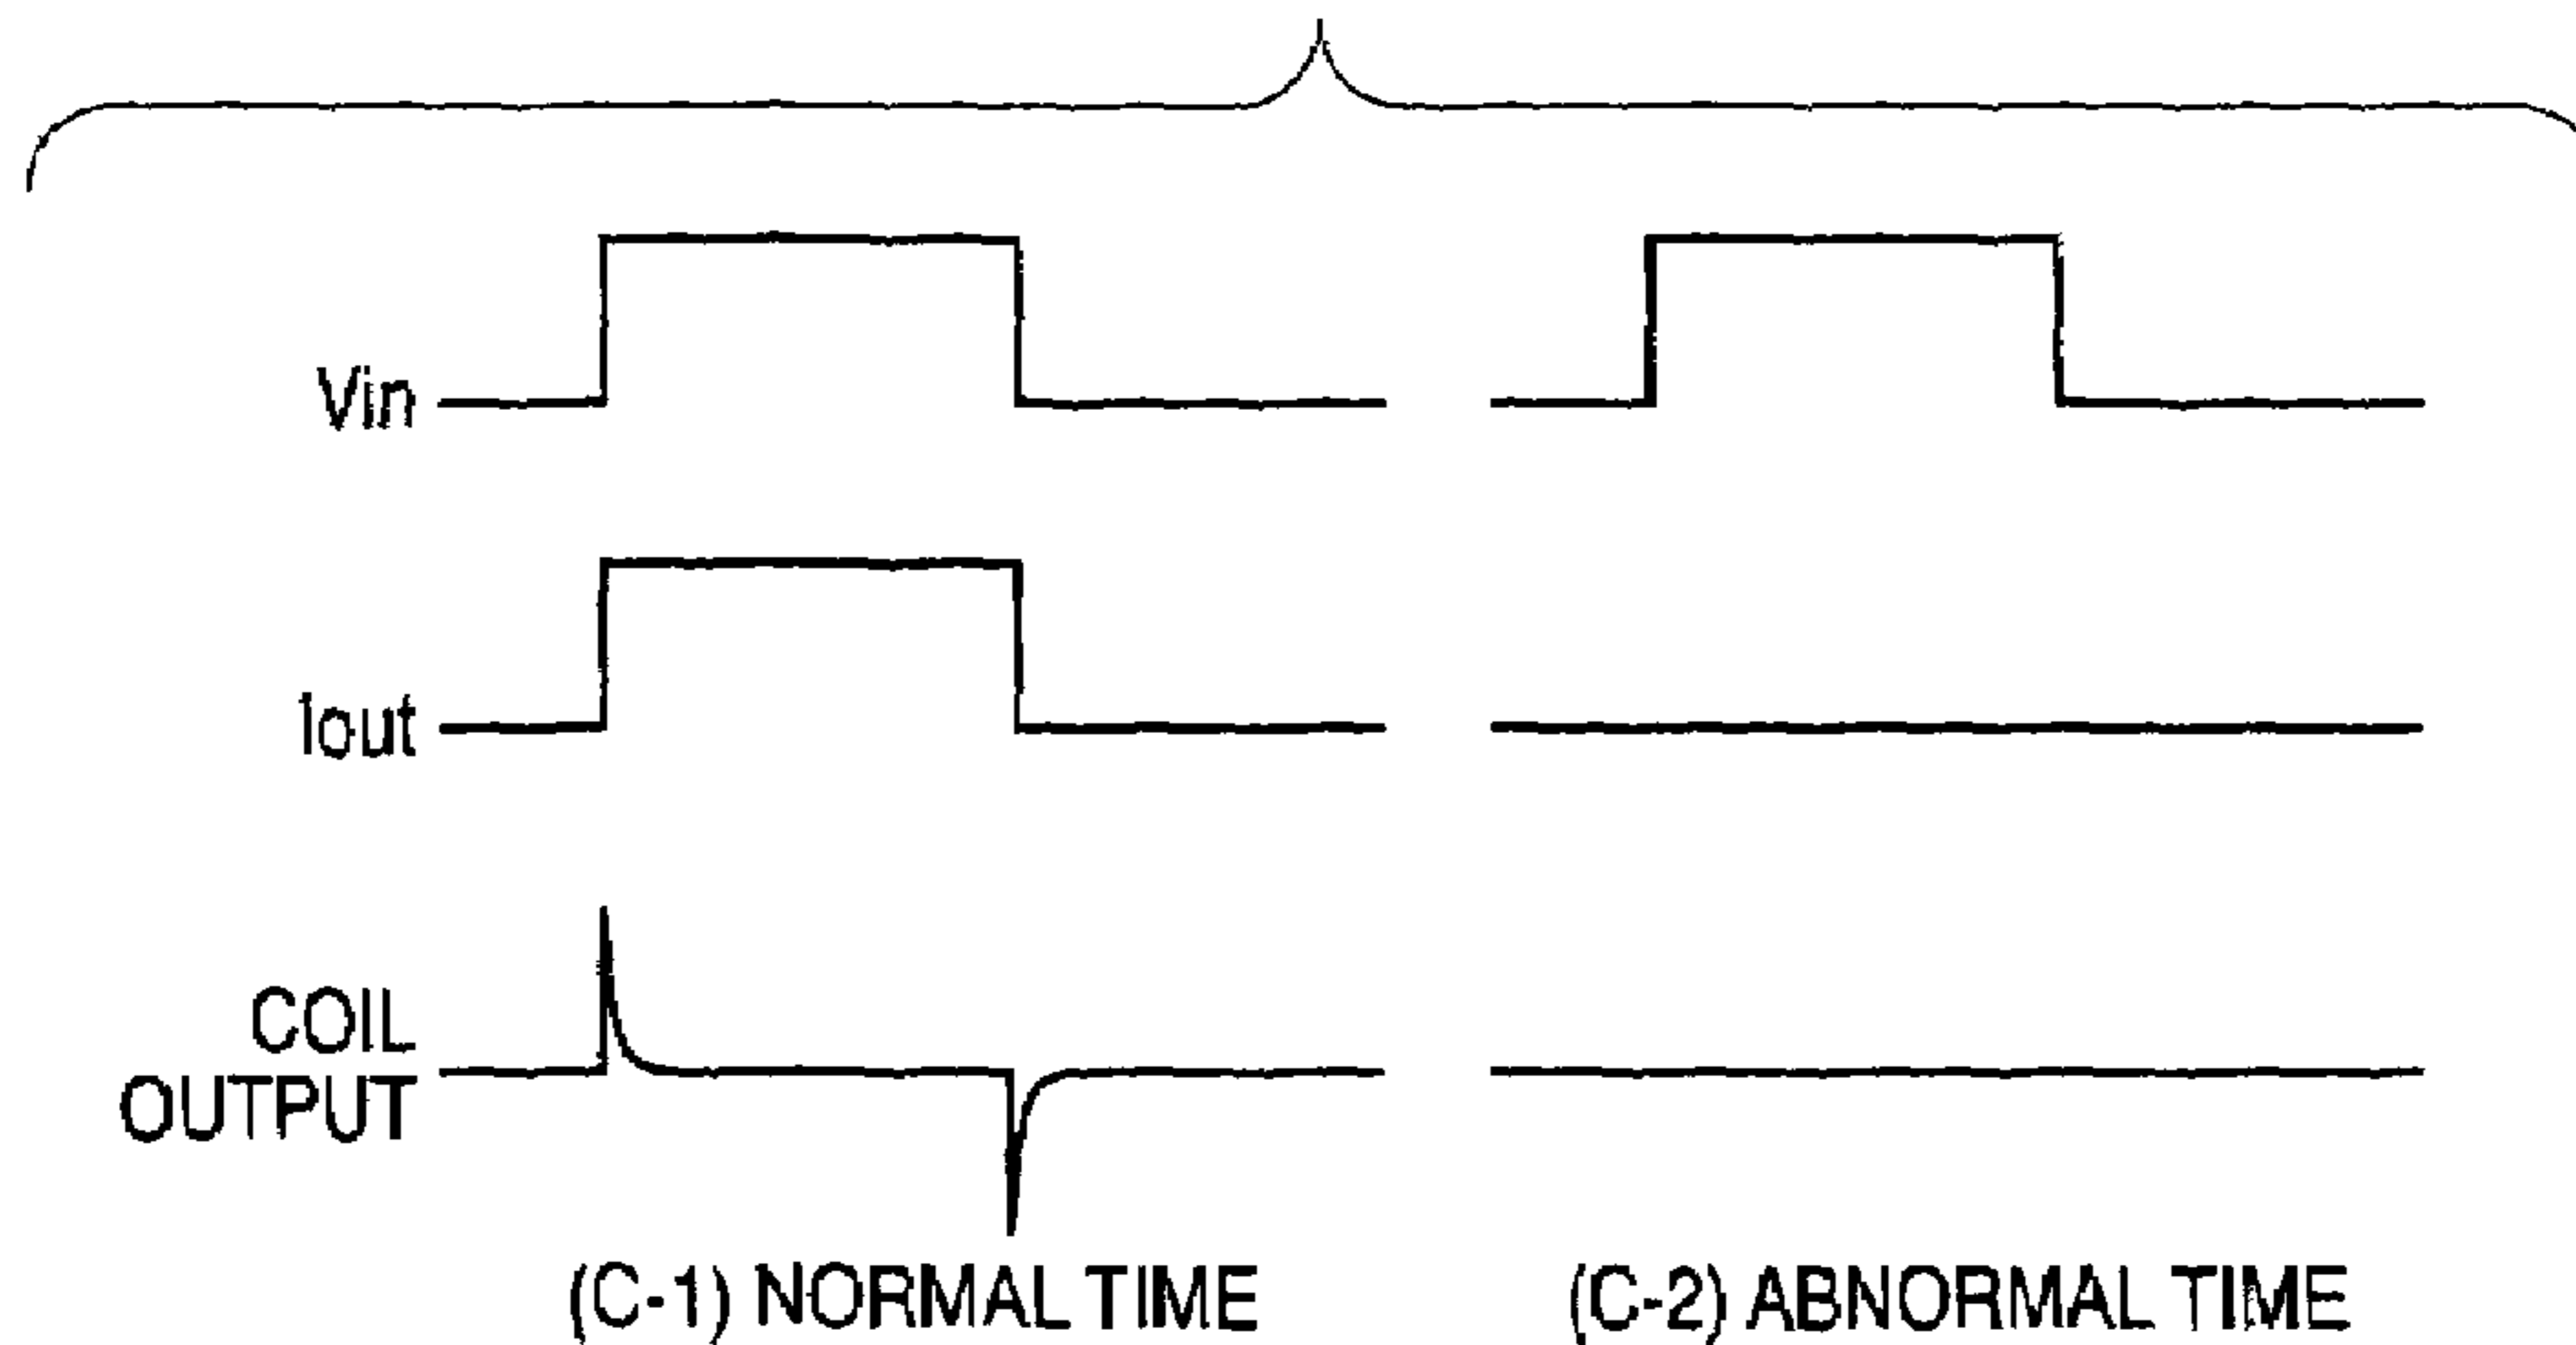 Vin
Iout
COIL
OUTPUT
(C-1) NORMAL TIME
(C-2) ABNORMAL TIME